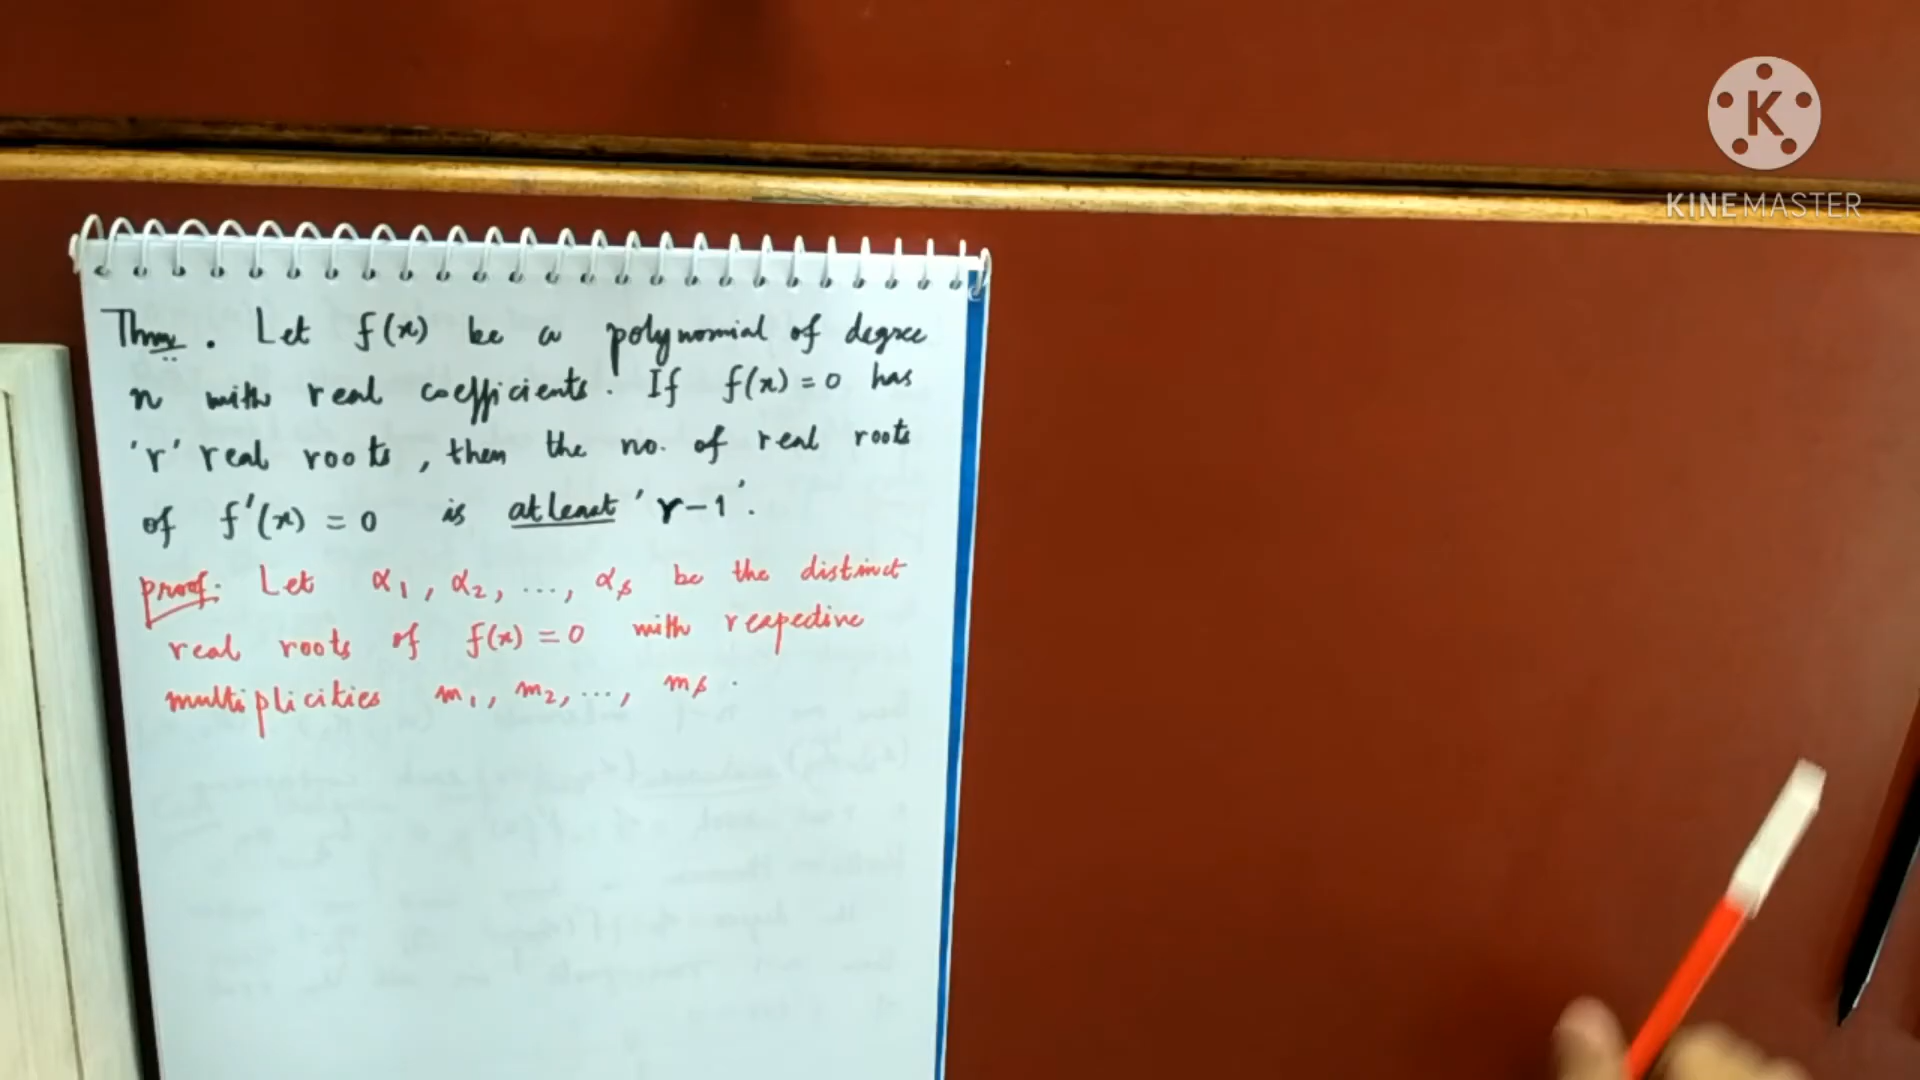 K
KINEMASTER
Thm. Let f(x) be a polynomial of degree
n with real coefficients. If f(x) = 0 has
'r' real roots, then the no. of real roots
of f'(x) = 0 is atleast 'r-1'.
proof: Let α₁, α₂, ..., αₛ be the distinct
real roots of f(x) = 0 with respective
multiplicities m₁, m₂, ..., mₛ.